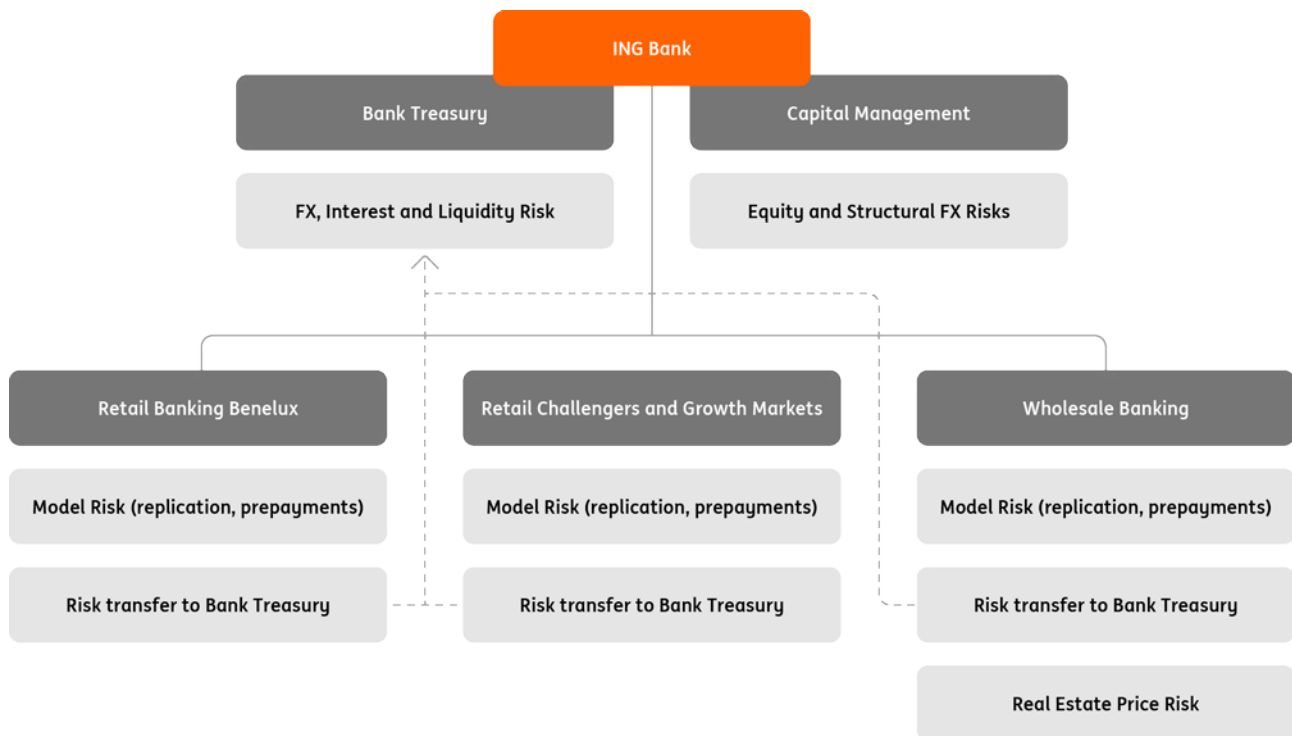 ING Bank
Bank Treasury
Capital Management
FX, Interest and Liquidity Risk
Equity and Structural FX Risks
Retail Banking Benelux
Retail Challengers and Growth Markets
Wholesale Banking
Model Risk (replication, prepayments)
Model Risk (replication, prepayments)
Model Risk (replication, prepayments)
Risk transfer to Bank Treasury
Risk transfer to Bank Treasury
Risk transfer to Bank Treasury
Real Estate Price Risk